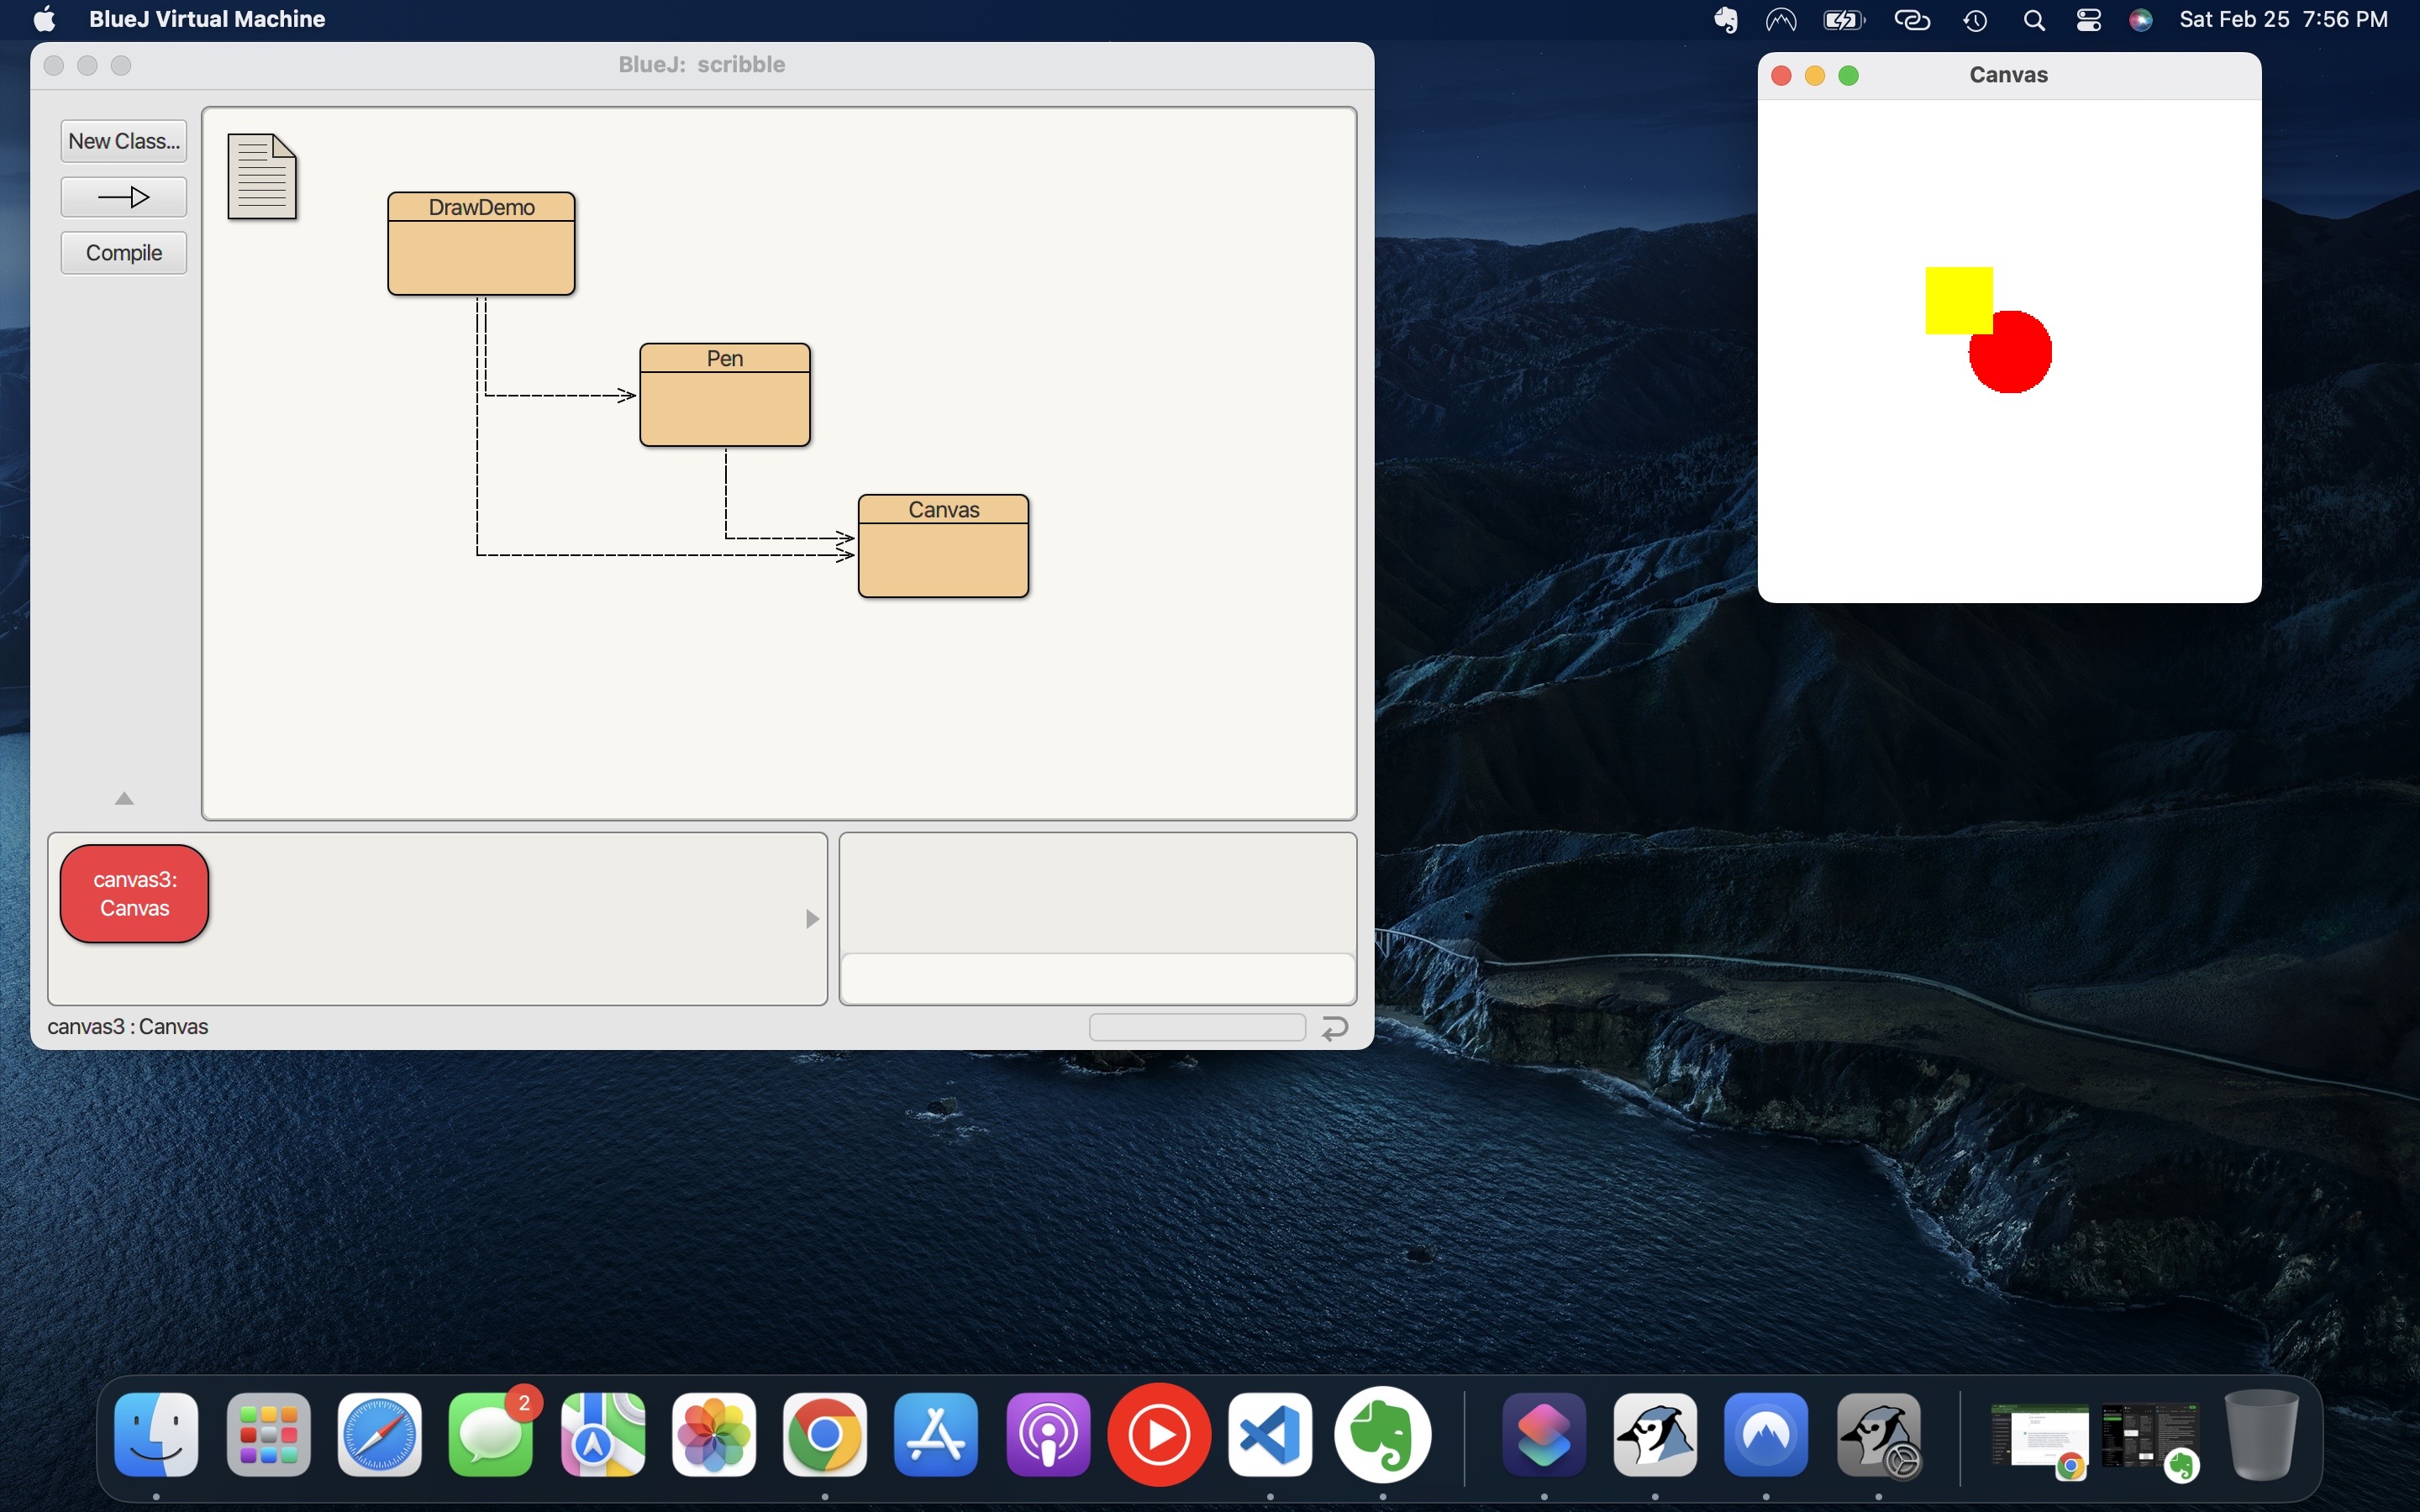 BlueJ Virtual Machine
Sat Feb 25 7:56 PM
BlueJ: scribble
New Class...
Compile
DrawDemo
Pen
Canvas
canvas3:
Canvas
canvas3 : Canvas
Canvas
2